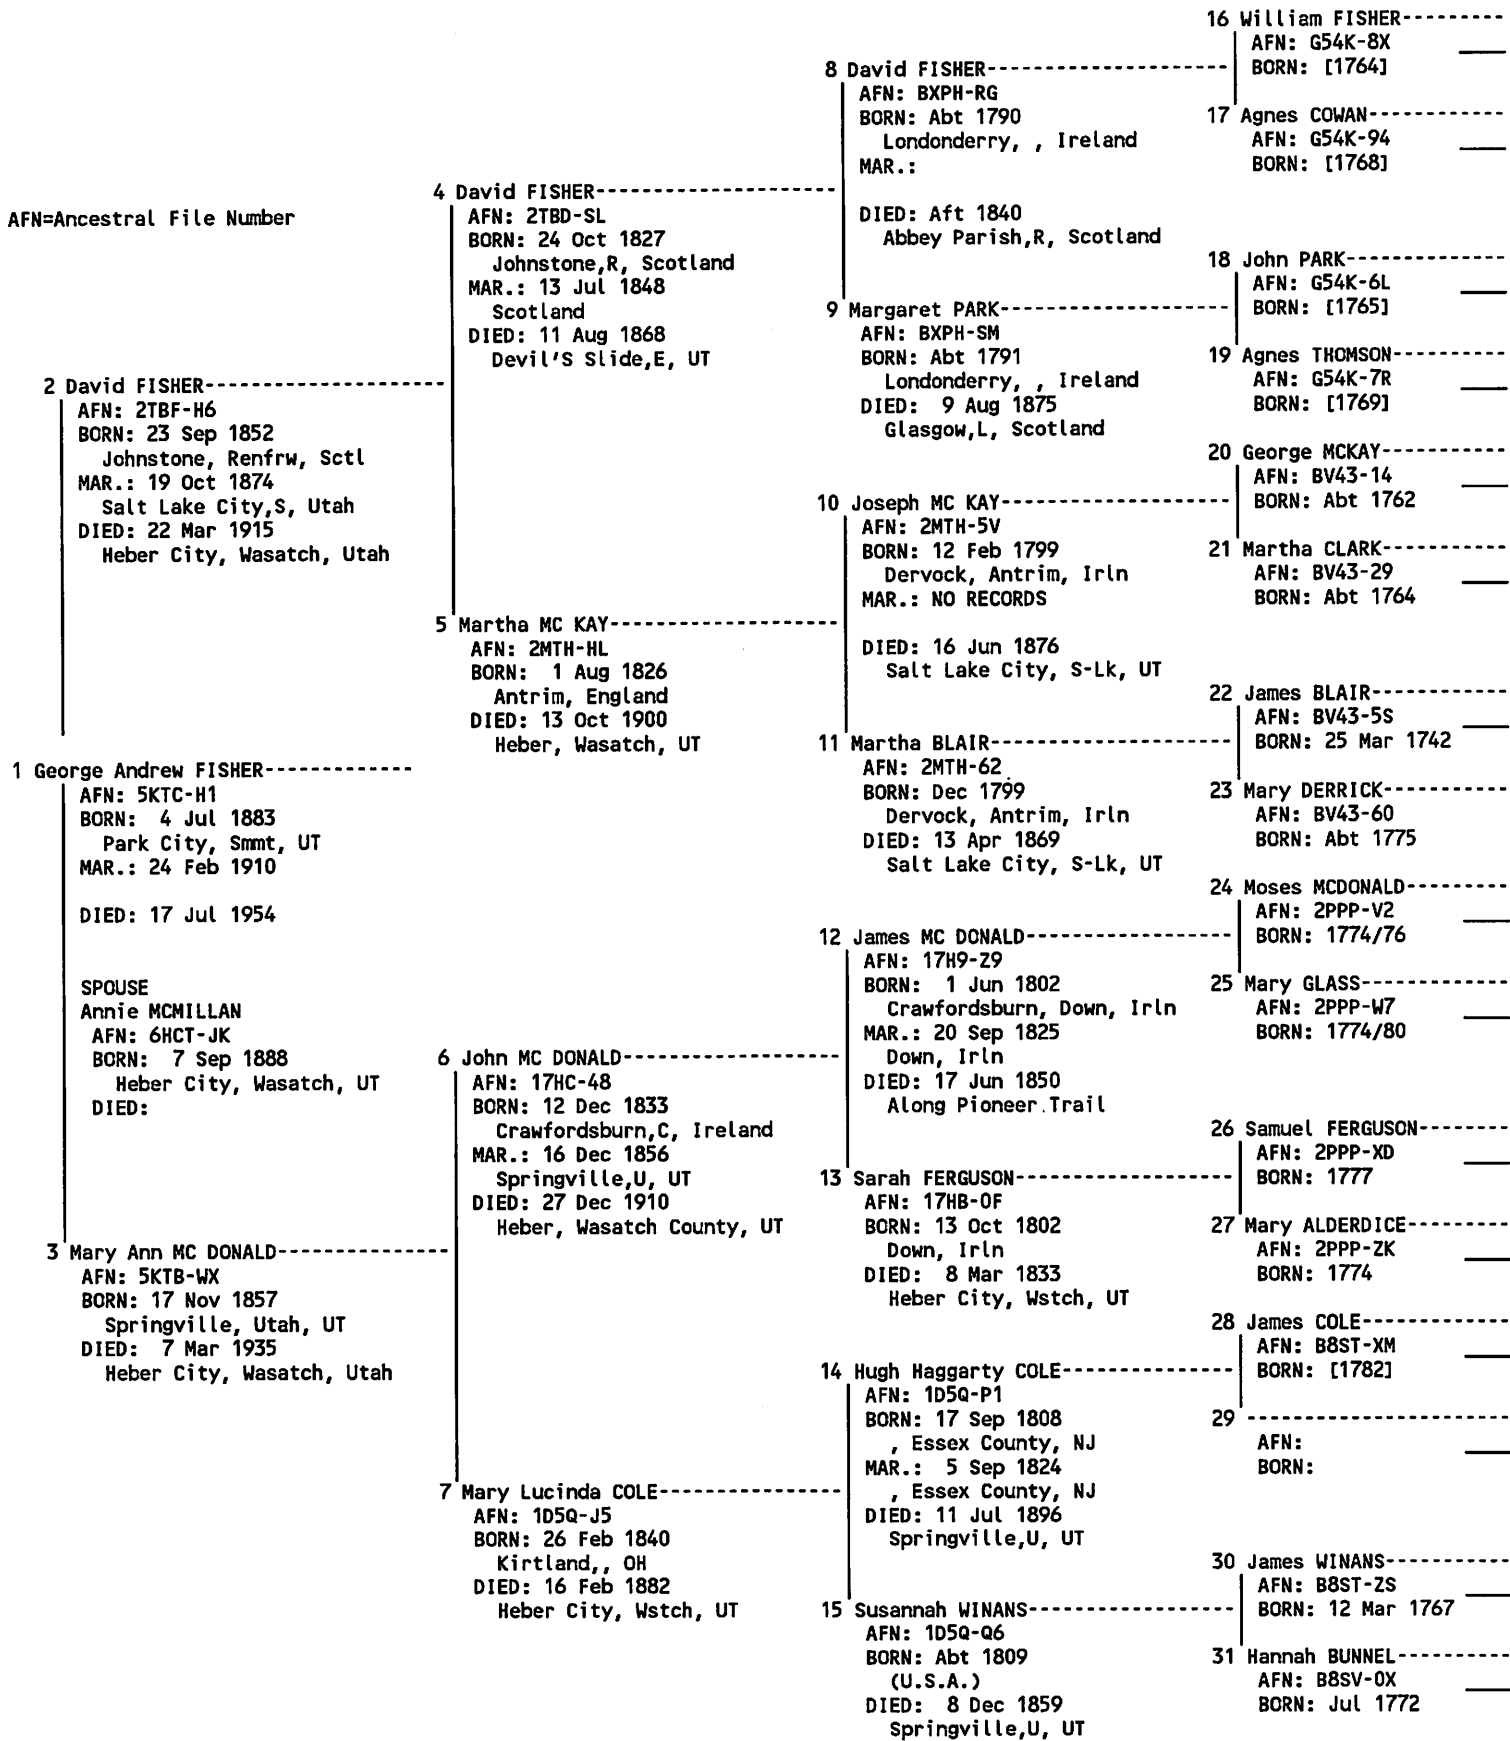 AFN=Ancestral File Number
1 George Andrew FISHER------------
AFN: 5KTC-H1
BORN:  4 Jul 1883
Park City, Smmt, UT
MAR.: 24 Feb 1910
DIED: 17 Jul 1954
SPOUSE
Annie MCMILLAN
AFN: 6HCT-JK
BORN:  7 Sep 1888
Heber City, Wasatch, UT
DIED:
2 David FISHER--------------------
AFN: 2TBF-H6
BORN: 23 Sep 1852
Johnstone, Renfrw, Sctl
MAR.: 19 Oct 1874
Salt Lake City,S, Utah
DIED: 22 Mar 1915
Heber City, Wasatch, Utah
3 Mary Ann MC DONALD--------------
AFN: 5KTB-WX
BORN: 17 Nov 1857
Springville, Utah, UT
DIED:  7 Mar 1935
Heber City, Wasatch, Utah
4 David FISHER--------------------
AFN: 2TBD-SL
BORN: 24 Oct 1827
Johnstone,R, Scotland
MAR.: 13 Jul 1848
Scotland
DIED: 11 Aug 1868
Devil'S Slide,E, UT
5 Martha MC KAY-------------------
AFN: 2MTH-HL
BORN:  1 Aug 1826
Antrim, England
DIED: 13 Oct 1900
Heber, Wasatch, UT
6 John MC DONALD------------------
AFN: 17HC-48
BORN: 12 Dec 1833
Crawfordsburn,C, Ireland
MAR.: 16 Dec 1856
Springville,U, UT
DIED: 27 Dec 1910
Heber, Wasatch County, UT
7 Mary Lucinda COLE---------------
AFN: 1D5Q-J5
BORN: 26 Feb 1840
Kirtland,, OH
DIED: 16 Feb 1882
Heber City, Wstch, UT
8 David FISHER--------------------
AFN: BXPH-RG
BORN: Abt 1790
Londonderry, , Ireland
MAR.:
DIED: Aft 1840
Abbey Parish,R, Scotland
9 Margaret PARK-------------------
AFN: BXPH-SM
BORN: Abt 1791
Londonderry, , Ireland
DIED:  9 Aug 1875
Glasgow,L, Scotland
10 Joseph MC KAY-------------------
AFN: 2MTH-5V
BORN: 12 Feb 1799
Dervock, Antrim, Irln
MAR.: NO RECORDS
DIED: 16 Jun 1876
Salt Lake City, S-Lk, UT
11 Martha BLAIR--------------------
AFN: 2MTH-62
BORN: Dec 1799
Dervock, Antrim, Irln
DIED: 13 Apr 1869
Salt Lake City, S-Lk, UT
12 James MC DONALD-----------------
AFN: 17H9-Z9
BORN:  1 Jun 1802
Crawfordsburn, Down, Irln
MAR.: 20 Sep 1825
Down, Irln
DIED: 17 Jun 1850
Along Pioneer Trail
13 Sarah FERGUSON------------------
AFN: 17HB-0F
BORN: 13 Oct 1802
Down, Irln
DIED:  8 Mar 1833
Heber City, Wstch, UT
14 Hugh Haggarty COLE--------------
AFN: 1D5Q-P1
BORN: 17 Sep 1808
, Essex County, NJ
MAR.:  5 Sep 1824
, Essex County, NJ
DIED: 11 Jul 1896
Springville,U, UT
15 Susannah WINANS-----------------
AFN: 1D5Q-Q6
BORN: Abt 1809
(U.S.A.)
DIED:  8 Dec 1859
Springville,U, UT
16 William FISHER---------
AFN: G54K-8X
BORN: [1764]
17 Agnes COWAN------------
AFN: G54K-94
BORN: [1768]
18 John PARK--------------
AFN: G54K-6L
BORN: [1765]
19 Agnes THOMSON----------
AFN: G54K-7R
BORN: [1769]
20 George MCKAY-----------
AFN: BV43-14
BORN: Abt 1762
21 Martha CLARK-----------
AFN: BV43-29
BORN: Abt 1764
22 James BLAIR------------
AFN: BV43-5S
BORN: 25 Mar 1742
23 Mary DERRICK-----------
AFN: BV43-60
BORN: Abt 1775
24 Moses MCDONALD---------
AFN: 2PPP-V2
BORN: 1774/76
25 Mary GLASS-------------
AFN: 2PPP-W7
BORN: 1774/80
26 Samuel FERGUSON--------
AFN: 2PPP-XD
BORN: 1777
27 Mary ALDERDICE---------
AFN: 2PPP-ZK
BORN: 1774
28 James COLE-------------
AFN: B8ST-XM
BORN: [1782]
29 -----------------------
AFN:
BORN:
30 James WINANS-----------
AFN: B8ST-ZS
BORN: 12 Mar 1767
31 Hannah BUNNEL----------
AFN: B8SV-0X
BORN: Jul 1772